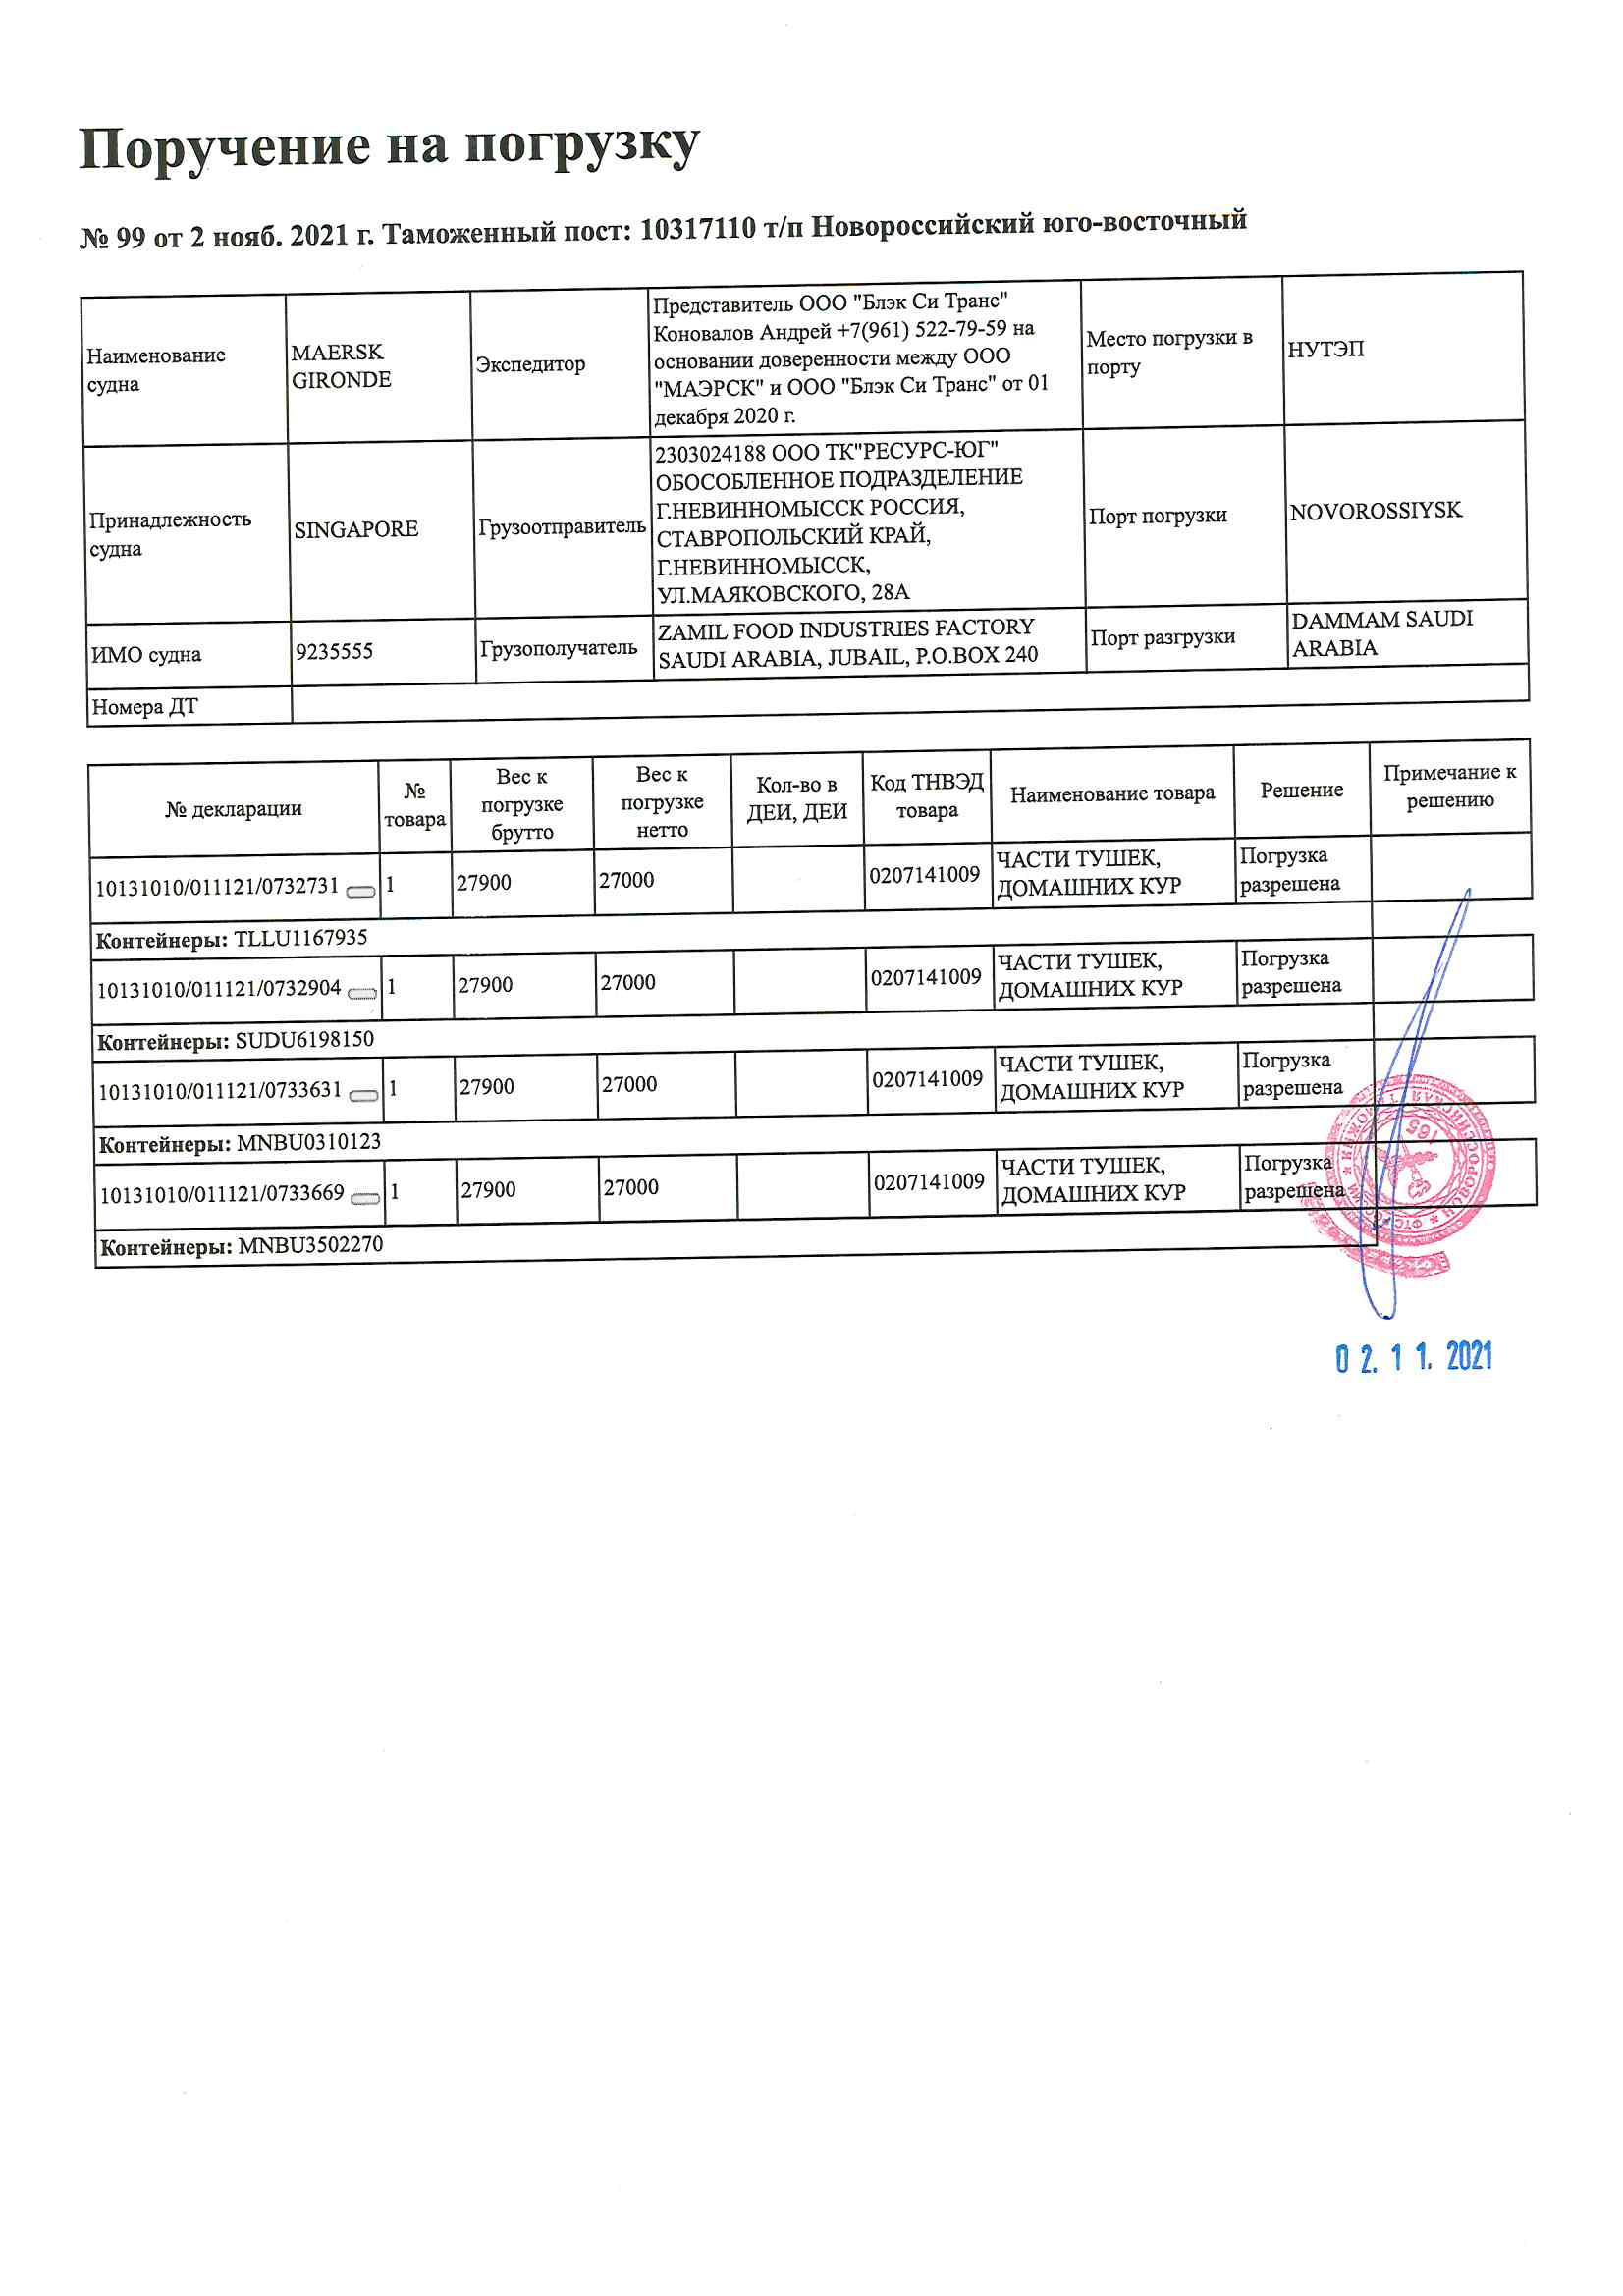 Поручение на погрузку
№ 99 от 2 нояб. 2021 г. Таможенный пост: 10317110 т/п Новороссийский юго-восточный
Наименование
судна
MAERSK
GIRONDE
Экспедитор
Представитель ООО "Блэк Си Транс"
Коновалов Андрей +7(961) 522-79-59 на
основании доверенности между ООО
"МАЭРСК" и ООО "Блэк Си Транс" от 01
декабря 2020 г.
Место погрузки в
порту
НУТЭП
Принадлежность
судна
SINGAPORE
Грузоотправитель
2303024188 ООО ТК"РЕСУРС-ЮГ"
ОБОСОБЛЕННОЕ ПОДРАЗДЕЛЕНИЕ
Г.НЕВИННОМЫССК РОССИЯ,
СТАВРОПОЛЬСКИЙ КРАЙ,
Г.НЕВИННОМЫССК,
УЛ.МАЯКОВСКОГО, 28А
Порт погрузки
NOVOROSSIYSK
ИМО судна
9235555
Грузополучатель
ZAMIL FOOD INDUSTRIES FACTORY
SAUDI ARABIA, JUBAIL, P.O.BOX 240
Порт разгрузки
DAMMAM SAUDI
ARABIA
Номера ДТ
№ декларации
№
товара
Вес к
погрузке
брутто
Вес к
погрузке
нетто
Кол-во в
ДЕИ, ДЕИ
Код ТНВЭД
товара
Наименование товара
Решение
Примечание к
решению
10131010/011121/0732731
1
27900
27000
0207141009
ЧАСТИ ТУШЕК,
ДОМАШНИХ КУР
Погрузка
разрешена
Контейнеры: TLLU1167935
10131010/011121/0732904
1
27900
27000
0207141009
ЧАСТИ ТУШЕК,
ДОМАШНИХ КУР
Погрузка
разрешена
Контейнеры: SUDU6198150
10131010/011121/0733631
1
27900
27000
0207141009
ЧАСТИ ТУШЕК,
ДОМАШНИХ КУР
Погрузка
разрешена
Контейнеры: MNBU0310123
10131010/011121/0733669
1
27900
27000
0207141009
ЧАСТИ ТУШЕК,
ДОМАШНИХ КУР
Погрузка
разрешена
Контейнеры: MNBU3502270
165
02. 11. 2021